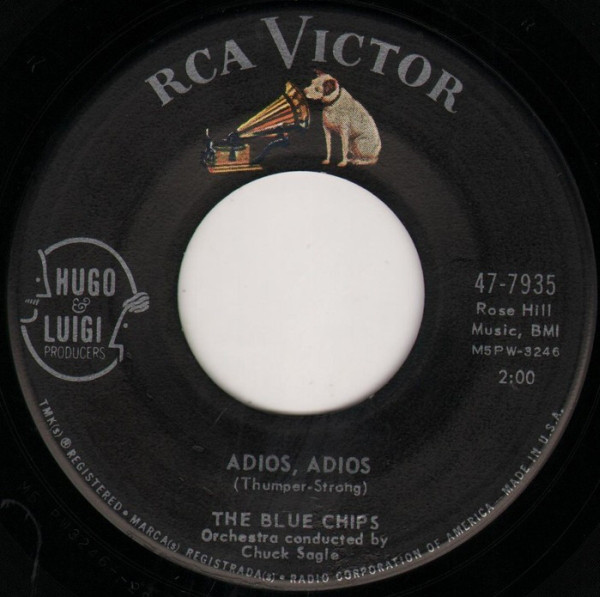 RCA VICTOR
HUGO
&
LUIGI
PRODUCERS
47-7935
Rose Hill
Music, BMI
M5PW-3246
2:00
ADIOS, ADIOS
(Thumper-Strong)
THE BLUE CHIPS
Orchestra conducted by
Chuck Sagle
TMK(s) ® REGISTERED • MARCA(s) REGISTRADA(s) • RADIO CORPORATION OF AMERICA — MADE IN U.S.A.